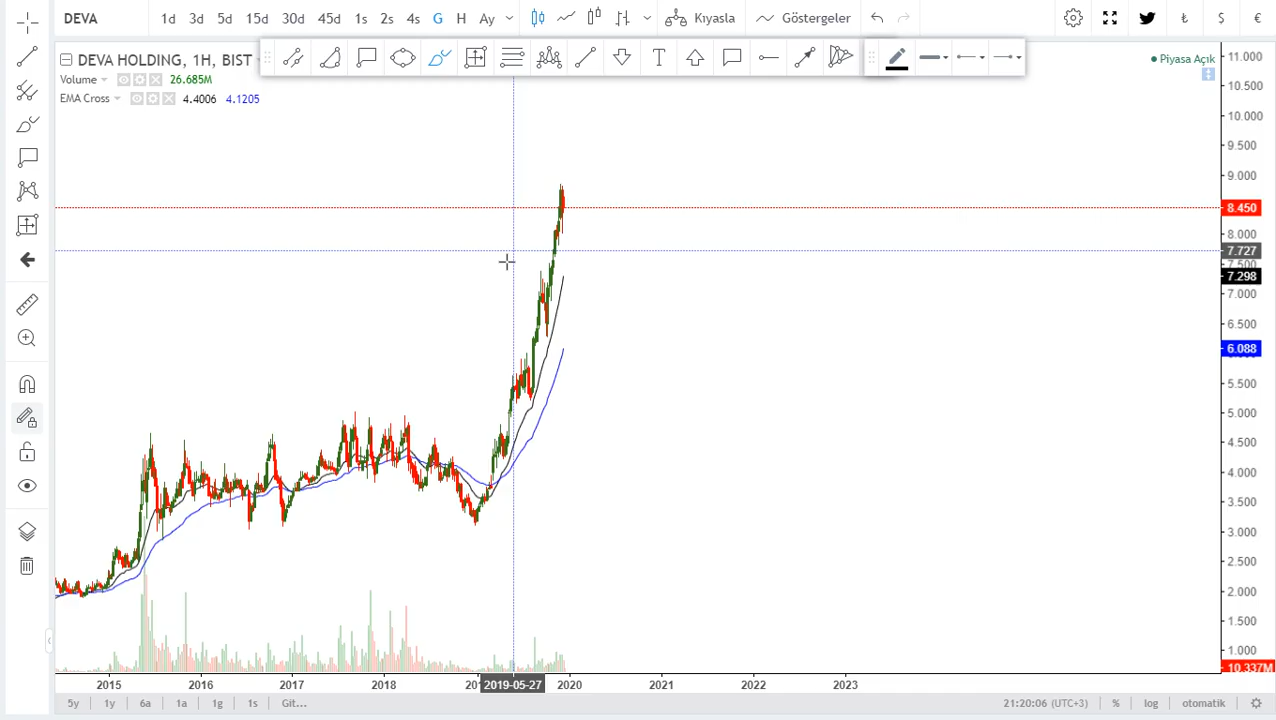 DEVA 1d 3d 5d 15d 30d 45d 1s 2s 4s G H Ay Kıyasla Göstergeler ₺ $ €
DEVA HOLDING, 1H, BIST
Volume 26.685M
EMA Cross 4.4006 4.1205
T
Piyasa Açık
11.000
10.500
10.000
9.500
9.000
8.450
8.000
7.727
7.500
7.298
7.000
6.500
6.088
5.500
5.000
4.500
4.000
3.500
3.000
2.500
2.000
1.500
1.000
10.337M
2015 2016 2017 2018 2019-05-27 2020 2021 2022 2023
5y 1y 6a 1a 1g 1s Git... 21:20:06 (UTC+3) % log otomatik